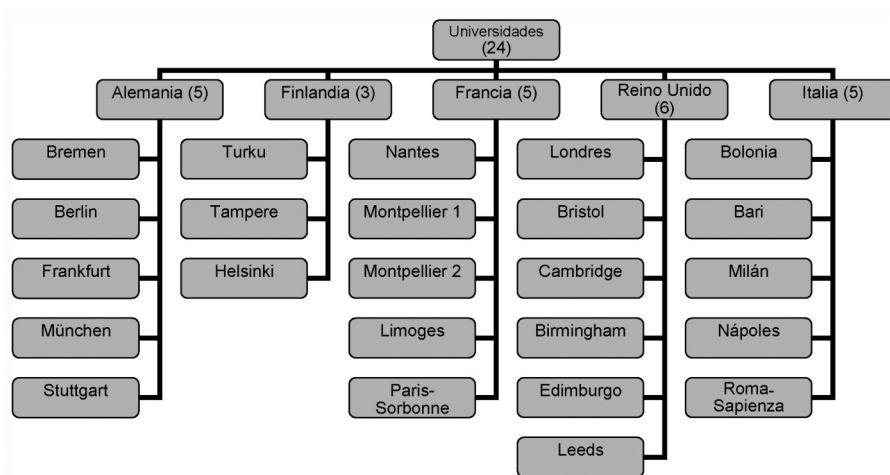 Universidades
(24)
Alemania (5)
Finlandia (3)
Francia (5)
Reino Unido
(6)
Italia (5)
Bremen
Turku
Nantes
Londres
Bolonia
Berlin
Tampere
Montpellier 1
Bristol
Bari
Frankfurt
Helsinki
Montpellier 2
Cambridge
Milán
München
Limoges
Birmingham
Nápoles
Stuttgart
Paris-
Sorbonne
Edimburgo
Roma-
Sapienza
Leeds